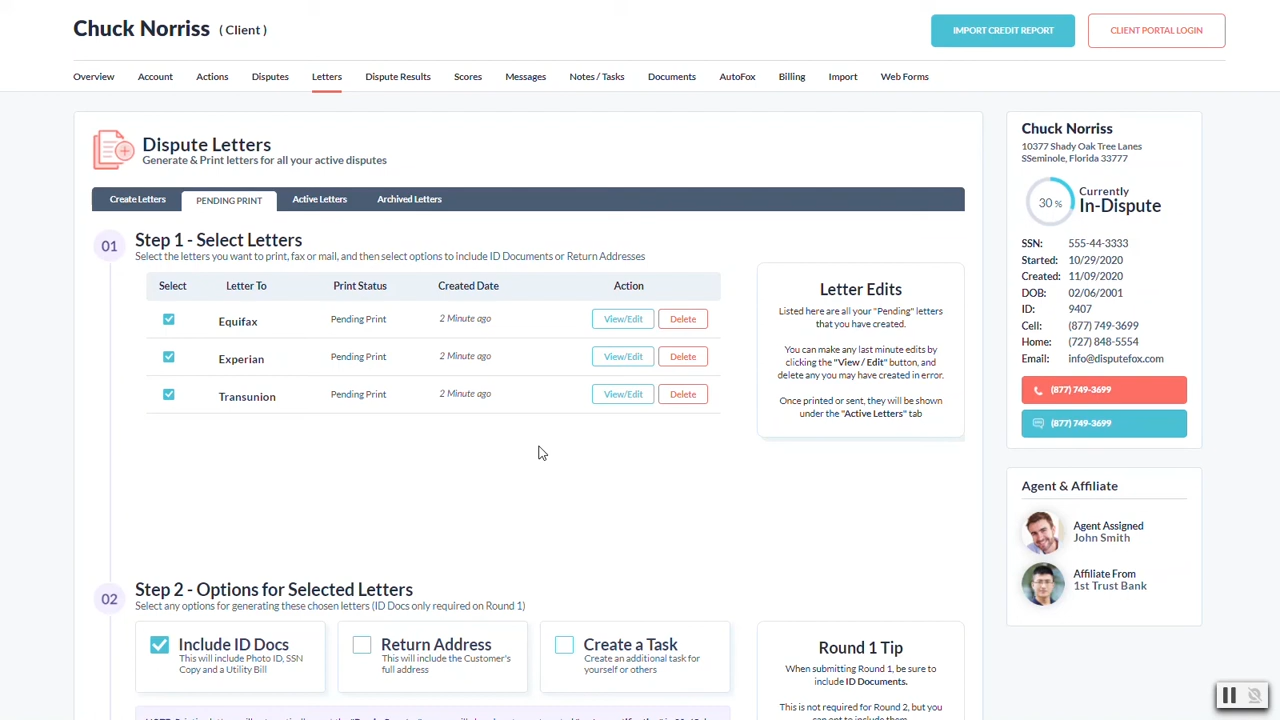 Chuck Norriss ( Client )
IMPORT CREDIT REPORT
CLIENT PORTAL LOGIN
Overview Account Actions Disputes Letters Dispute Results Scores Messages Notes / Tasks Documents AutoFox Billing Import Web Forms
Dispute Letters
Generate & Print letters for all your active disputes
Create Letters PENDING PRINT Active Letters Archived Letters
01
Step 1 - Select Letters
Select the letters you want to print, fax or mail, and then select options to include ID Documents or Return Addresses
Select Letter To Print Status Created Date Action
Equifax Pending Print 2 Minute ago View/Edit Delete
Experian Pending Print 2 Minute ago View/Edit Delete
Transunion Pending Print 2 Minute ago View/Edit Delete
Letter Edits
Listed here are all your "Pending" letters
that you have created.
You can make any last minute edits by
clicking the "View / Edit" button, and
delete any you may have created in error.
Once printed or sent, they will be shown
under the "Active Letters" tab
02
Step 2 - Options for Selected Letters
Select any options for generating these chosen letters (ID Docs only required on Round 1)
Include ID Docs
This will include Photo ID, SSN
Copy and a Utility Bill
Return Address
This will include the Customer's
full address
Create a Task
Create an additional task for
yourself or others
Round 1 Tip
When submitting Round 1, be sure to
include ID Documents.
This is not required for Round 2, but you
Chuck Norriss
10377 Shady Oak Tree Lanes
SSeminole, Florida 33777
30 %
Currently
In-Dispute
SSN: 555-44-3333
Started: 10/29/2020
Created: 11/09/2020
DOB: 02/06/2001
ID: 9407
Cell: (877) 749-3699
Home: (727) 848-5554
Email: info@disputefox.com
(877) 749-3699
(877) 749-3699
Agent & Affiliate
Agent Assigned
John Smith
Affiliate From
1st Trust Bank